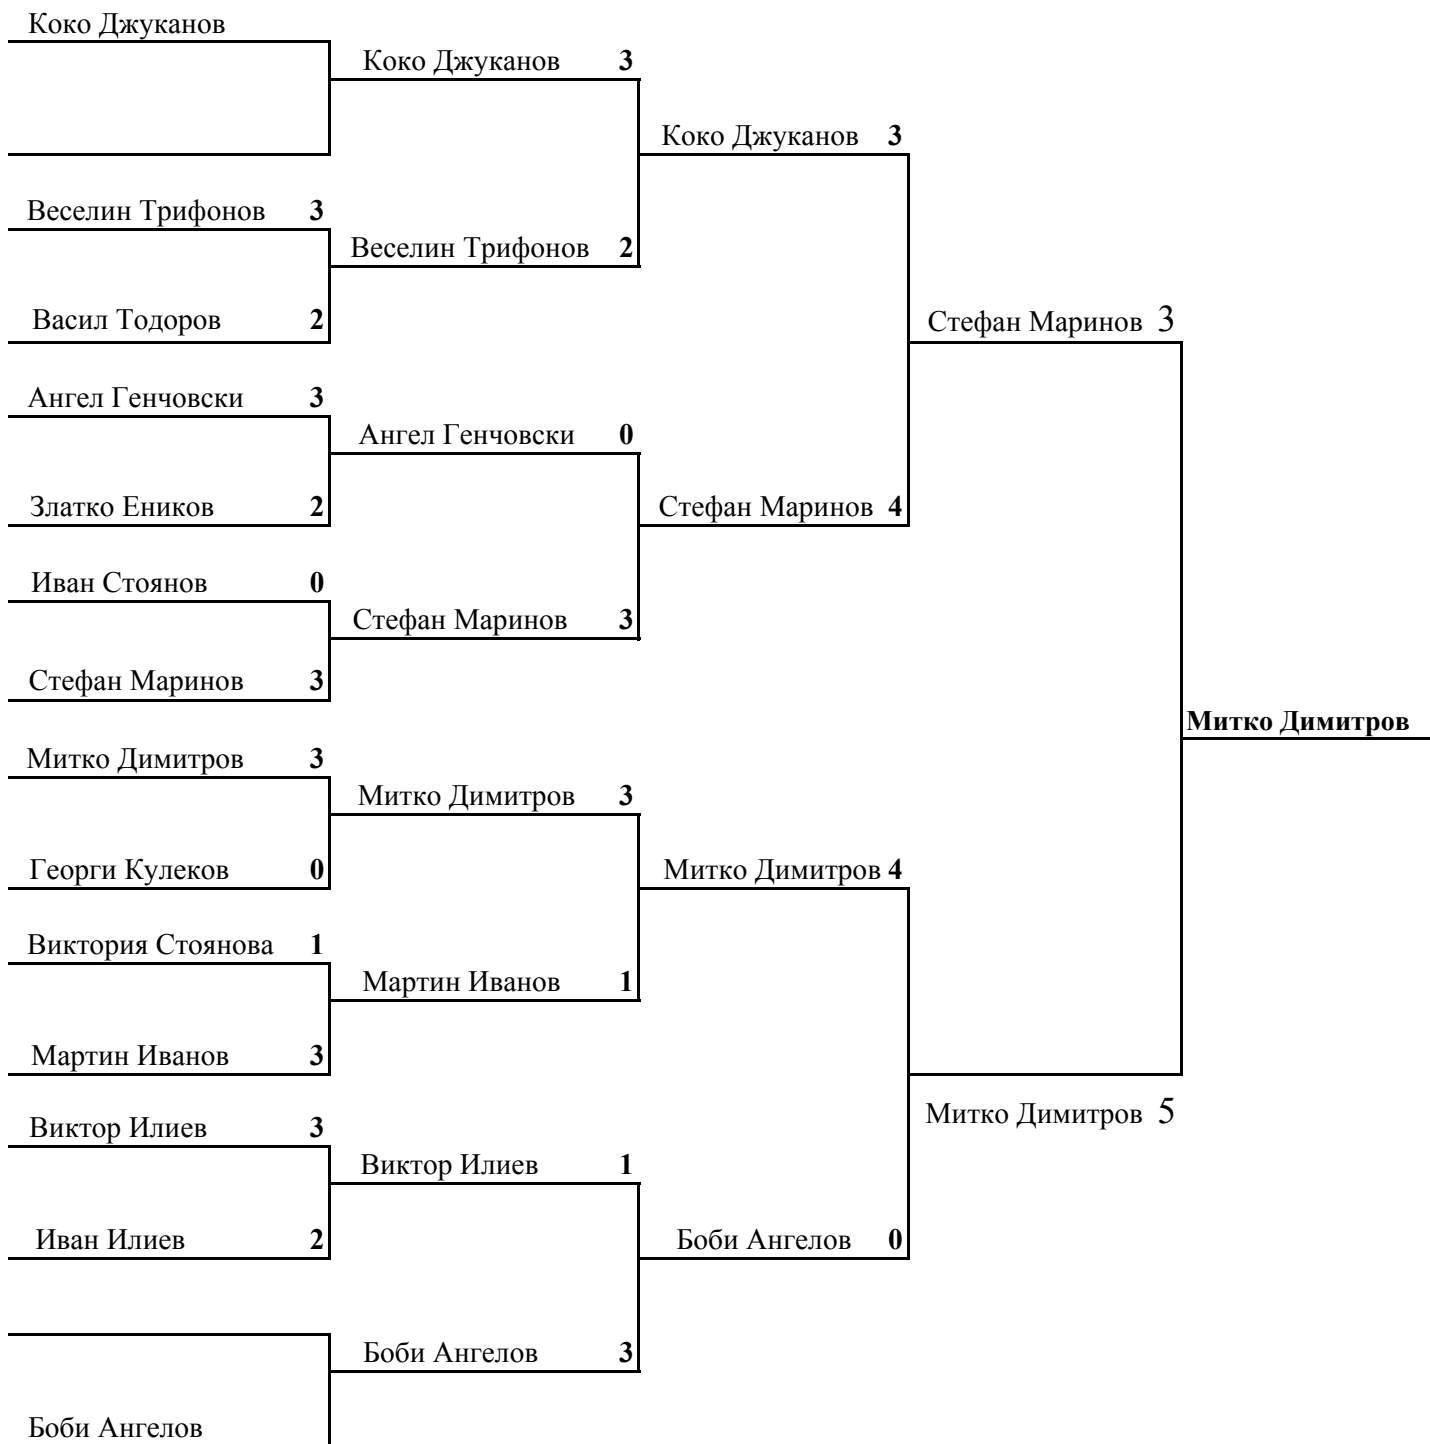 Коко Джуканов
Коко Джуканов 3
Коко Джуканов 3
Веселин Трифонов 3
Веселин Трифонов 2
Васил Тодоров 2
Стефан Маринов 3
Ангел Генчовски 3
Ангел Генчовски 0
Златко Еников 2
Стефан Маринов 4
Иван Стоянов 0
Стефан Маринов 3
Стефан Маринов 3
Митко Димитров
Митко Димитров 3
Митко Димитров 3
Георги Кулеков 0
Митко Димитров 4
Виктория Стоянова 1
Мартин Иванов 1
Мартин Иванов 3
Митко Димитров 5
Виктор Илиев 3
Виктор Илиев 1
Иван Илиев 2
Боби Ангелов 0
Боби Ангелов 3
Боби Ангелов